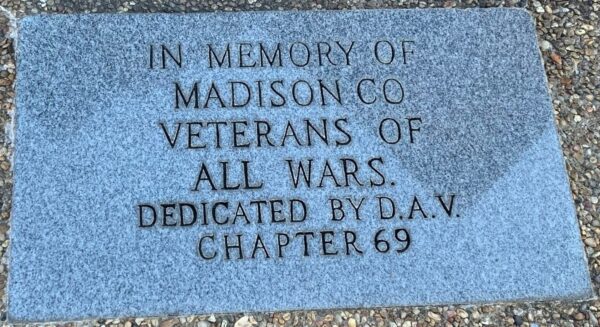 IN MEMORY OF
MADISON CO
VETERANS OF
ALL WARS.
DEDICATED BY D.A.V.
CHAPTER 69